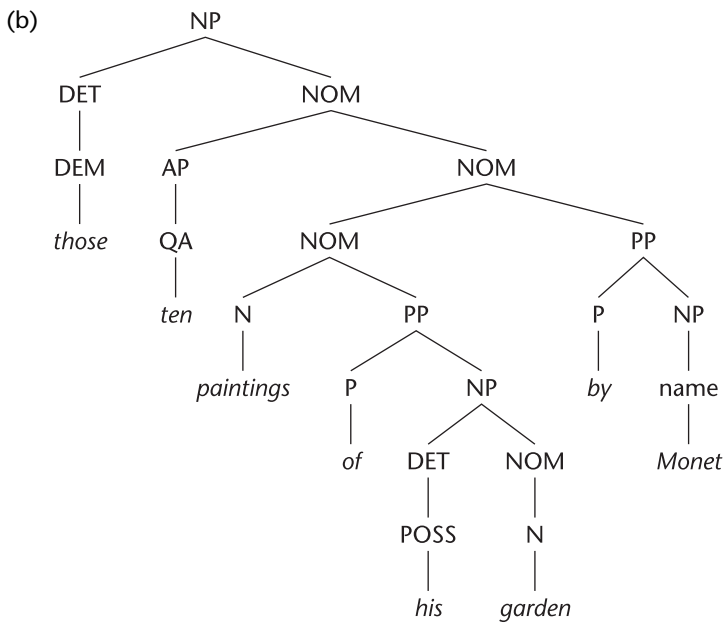 (b) NP
DET NOM
DEM AP NOM
those QA NOM PP
ten N PP P NP
paintings P NP by name
of DET NOM Monet
POSS N
his garden